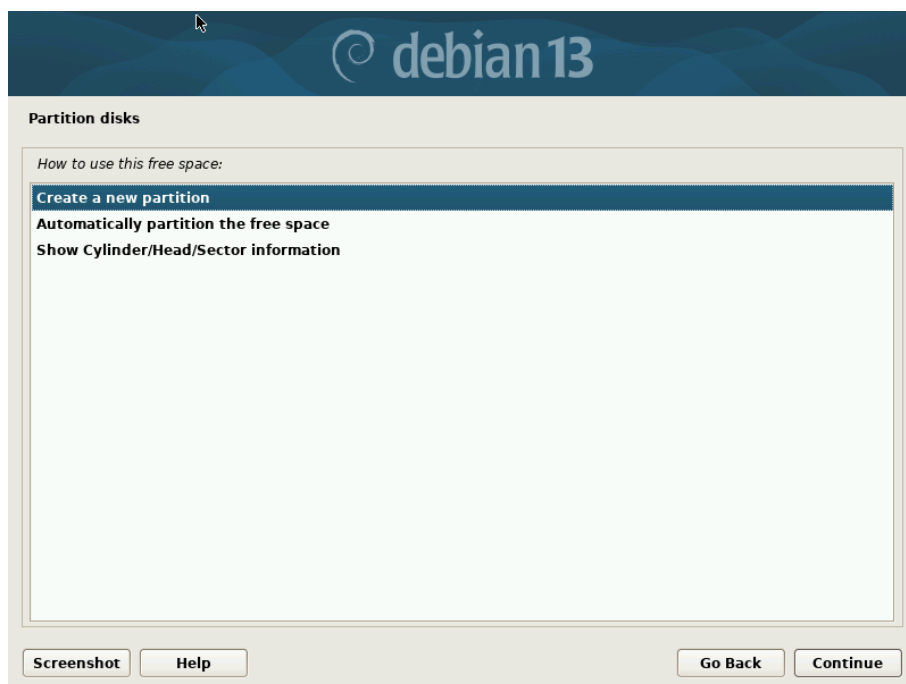 debian 13
Partition disks
How to use this free space:
Create a new partition
Automatically partition the free space
Show Cylinder/Head/Sector information
Screenshot
Help
Go Back
Continue